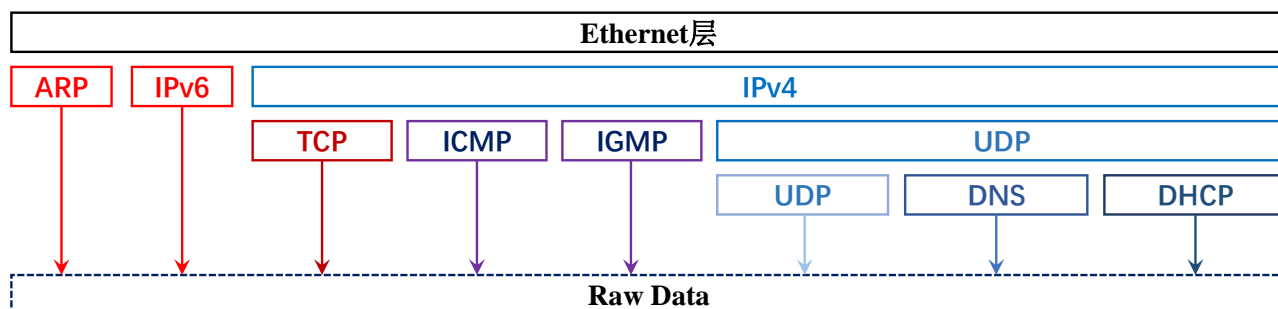 Ethernet层
ARP IPv6 IPv4
TCP ICMP IGMP UDP
UDP DNS DHCP
Raw Data